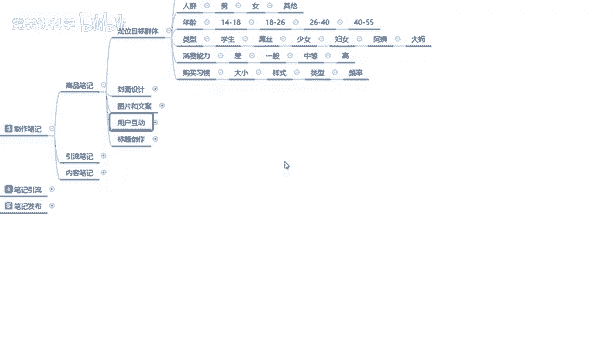 定位目标群体
人群 男 女 其他
年龄 14-18 18-26 26-40 40-55
类型 学生 屌丝 少女 妇女 阿姨 大妈
消费能力 差 一般 中等 高
购买习惯 大小 样式 类型 频率
商品笔记
封面设计
图片和文案
用户互动
标题创作
制作笔记
引流笔记
内容笔记
笔记引流
笔记发布
bilibili